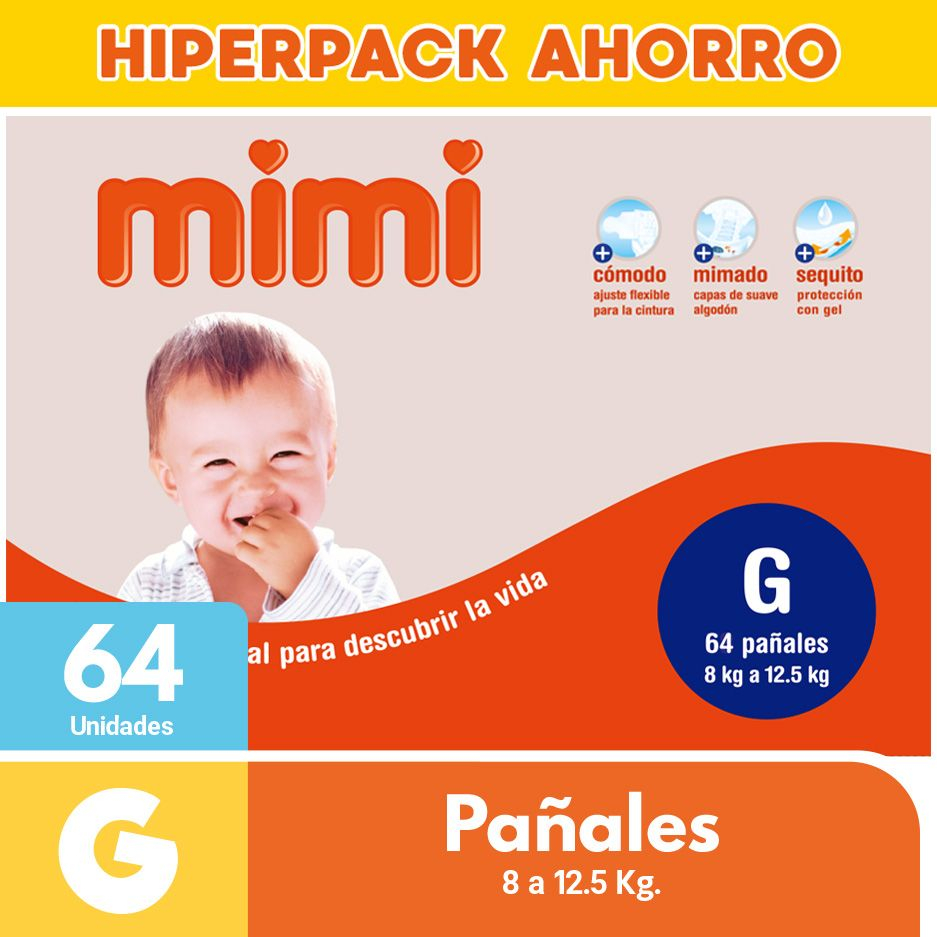 HIPERPACK AHORRO
mimi
+ cómodo
ajuste flexible
para la cintura
+ mimado
capas de suave
algodón
+ sequito
protección
con gel
al para descubrir la vida
G
64 pañales
8 kg a 12.5 kg
64
Unidades
G
Pañales
8 a 12.5 Kg.